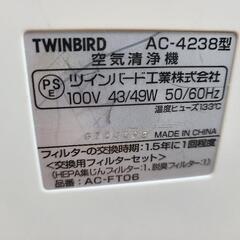 TWINBIRD AC-4238型
空気清浄機
PS
E
ツインバード工業株式会社
100V 43/49W 50/60Hz
温度ヒューズ133℃
MADE IN CHINA
フィルターの交換時期：1.5年に1回程度
<交換用フィルターセット>
(HEPA集じんフィルター:1、脱臭フィルター:1)
品番：AC-FT06